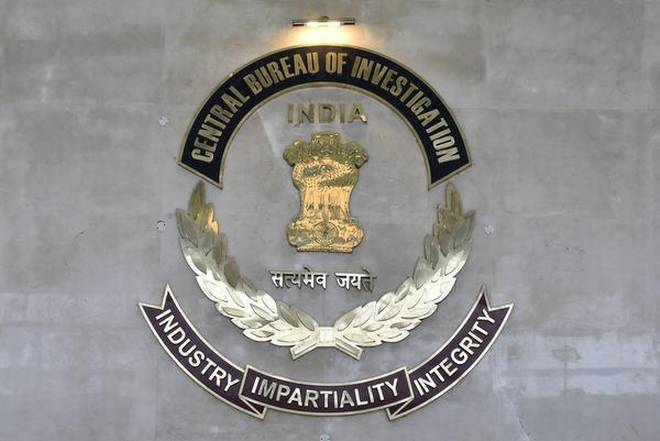 CENTRAL BUREAU OF INVESTIGATION
INDIA
सत्यमेव जयते
INDUSTRY IMPARTIALITY INTEGRITY